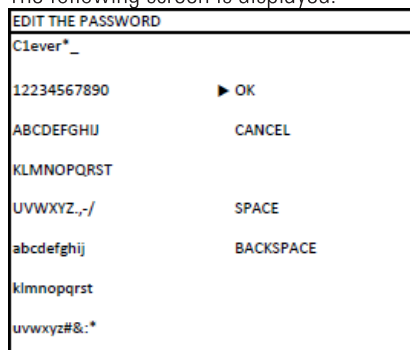 The following screen is displayed.
EDIT THE PASSWORD
C1ever*_
12234567890 ▶ OK
ABCDEFGHIJ CANCEL
KLMNOPQRST
UVWXYZ.,-/ SPACE
abcdefghij BACKSPACE
klmnopqrst
uvwxyz#&:*